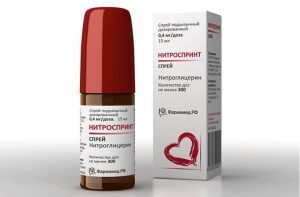 Спрей подъязычный
дозированный
0,4 мг/доза 15 мл
НИТРОСПРИНТ
СПРЕЙ
Нитроглицерин
Количество доз
не менее 300
Фармамед.РФ
Спрей подъязычный
дозированный
0,4 мг/доза
15 мл
НИТРОСПРИНТ
СПРЕЙ
Нитроглицерин
Количество доз
не менее 300
Фармамед.РФ